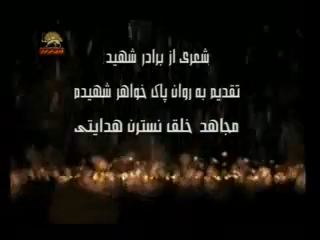 شعری از برادر شهید
تقدیم به روان پاک خواهر شهیدم
مجاهد خلق نسترن هدایتی